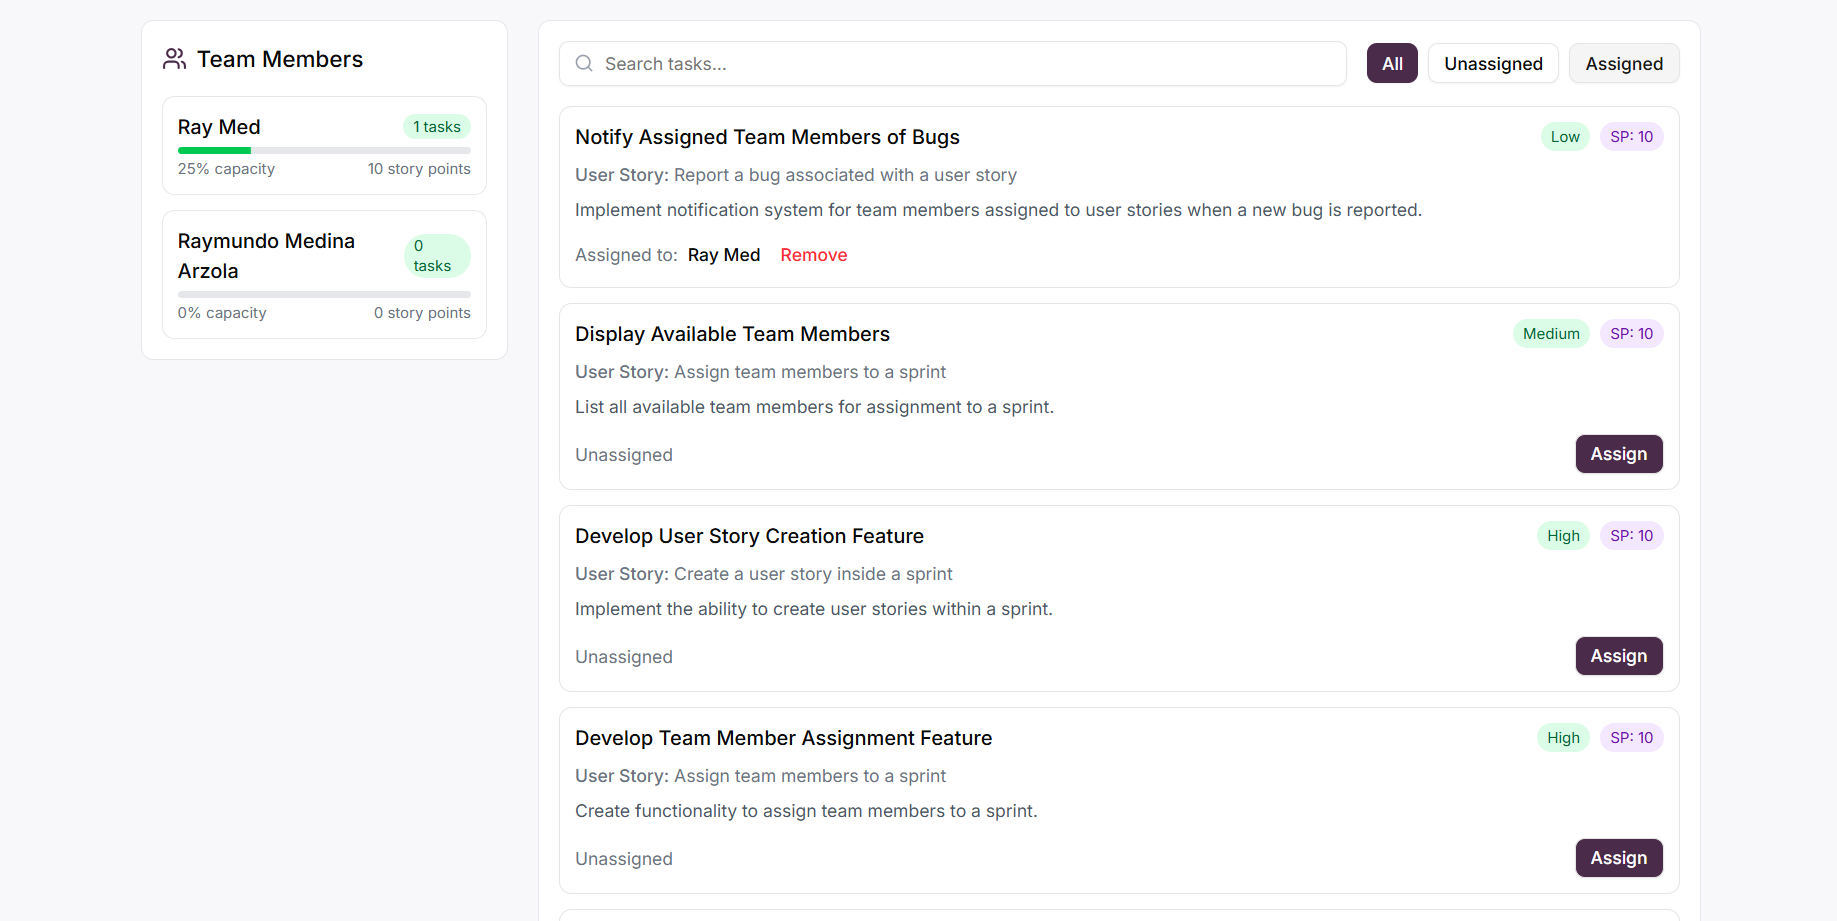 Team Members
Ray Med
1 tasks
25% capacity
10 story points
Raymundo Medina
Arzola
0
tasks
0% capacity
0 story points
Search tasks...
All
Unassigned
Assigned
Notify Assigned Team Members of Bugs
Low
SP: 10
User Story: Report a bug associated with a user story
Implement notification system for team members assigned to user stories when a new bug is reported.
Assigned to: Ray Med Remove
Display Available Team Members
Medium
SP: 10
User Story: Assign team members to a sprint
List all available team members for assignment to a sprint.
Unassigned
Assign
Develop User Story Creation Feature
High
SP: 10
User Story: Create a user story inside a sprint
Implement the ability to create user stories within a sprint.
Unassigned
Assign
Develop Team Member Assignment Feature
High
SP: 10
User Story: Assign team members to a sprint
Create functionality to assign team members to a sprint.
Unassigned
Assign